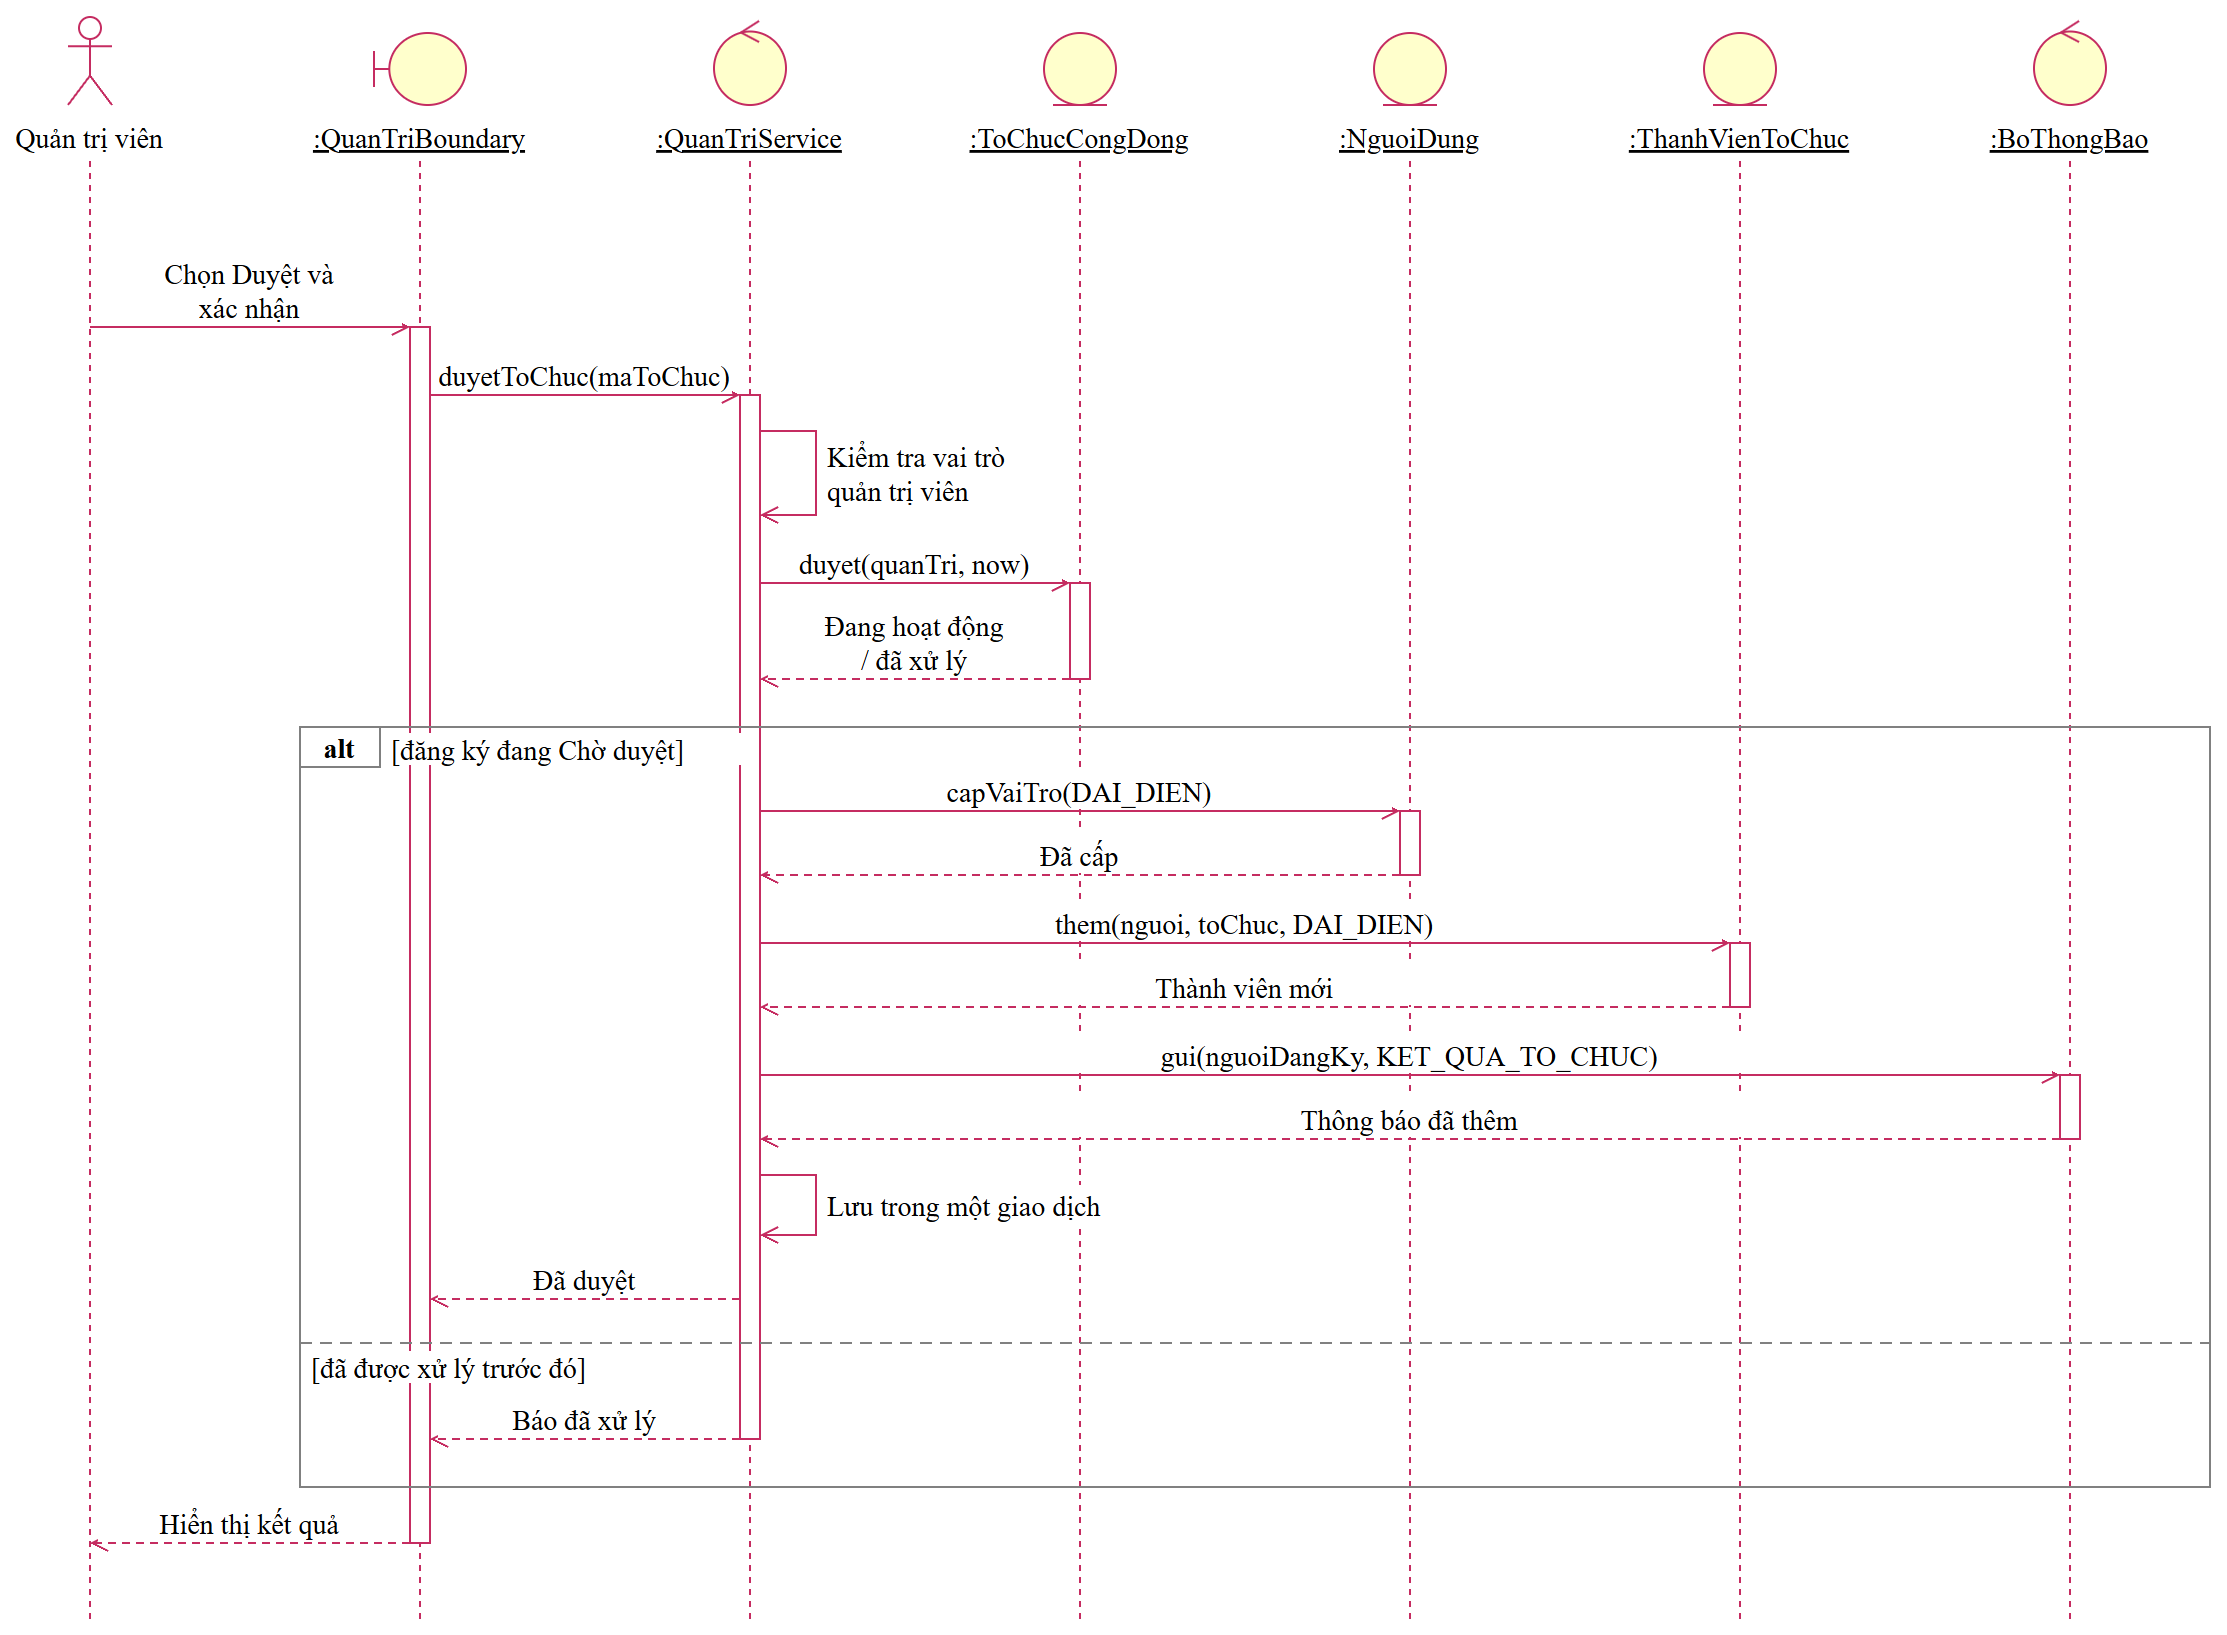 Quản trị viên
:QuanTriBoundary
:QuanTriService
:ToChucCongDong
:NguoiDung
:ThanhVienToChuc
:BoThongBao
Chọn Duyệt và
xác nhận
duyetToChuc(maToChuc)
Kiểm tra vai trò
quản trị viên
duyet(quanTri, now)
Đang hoạt động
/ đã xử lý
alt
[đăng ký đang Chờ duyệt]
capVaiTro(DAI_DIEN)
Đã cấp
them(nguoi, toChuc, DAI_DIEN)
Thành viên mới
gui(nguoiDangKy, KET_QUA_TO_CHUC)
Thông báo đã thêm
Lưu trong một giao dịch
Đã duyệt
[đã được xử lý trước đó]
Báo đã xử lý
Hiển thị kết quả